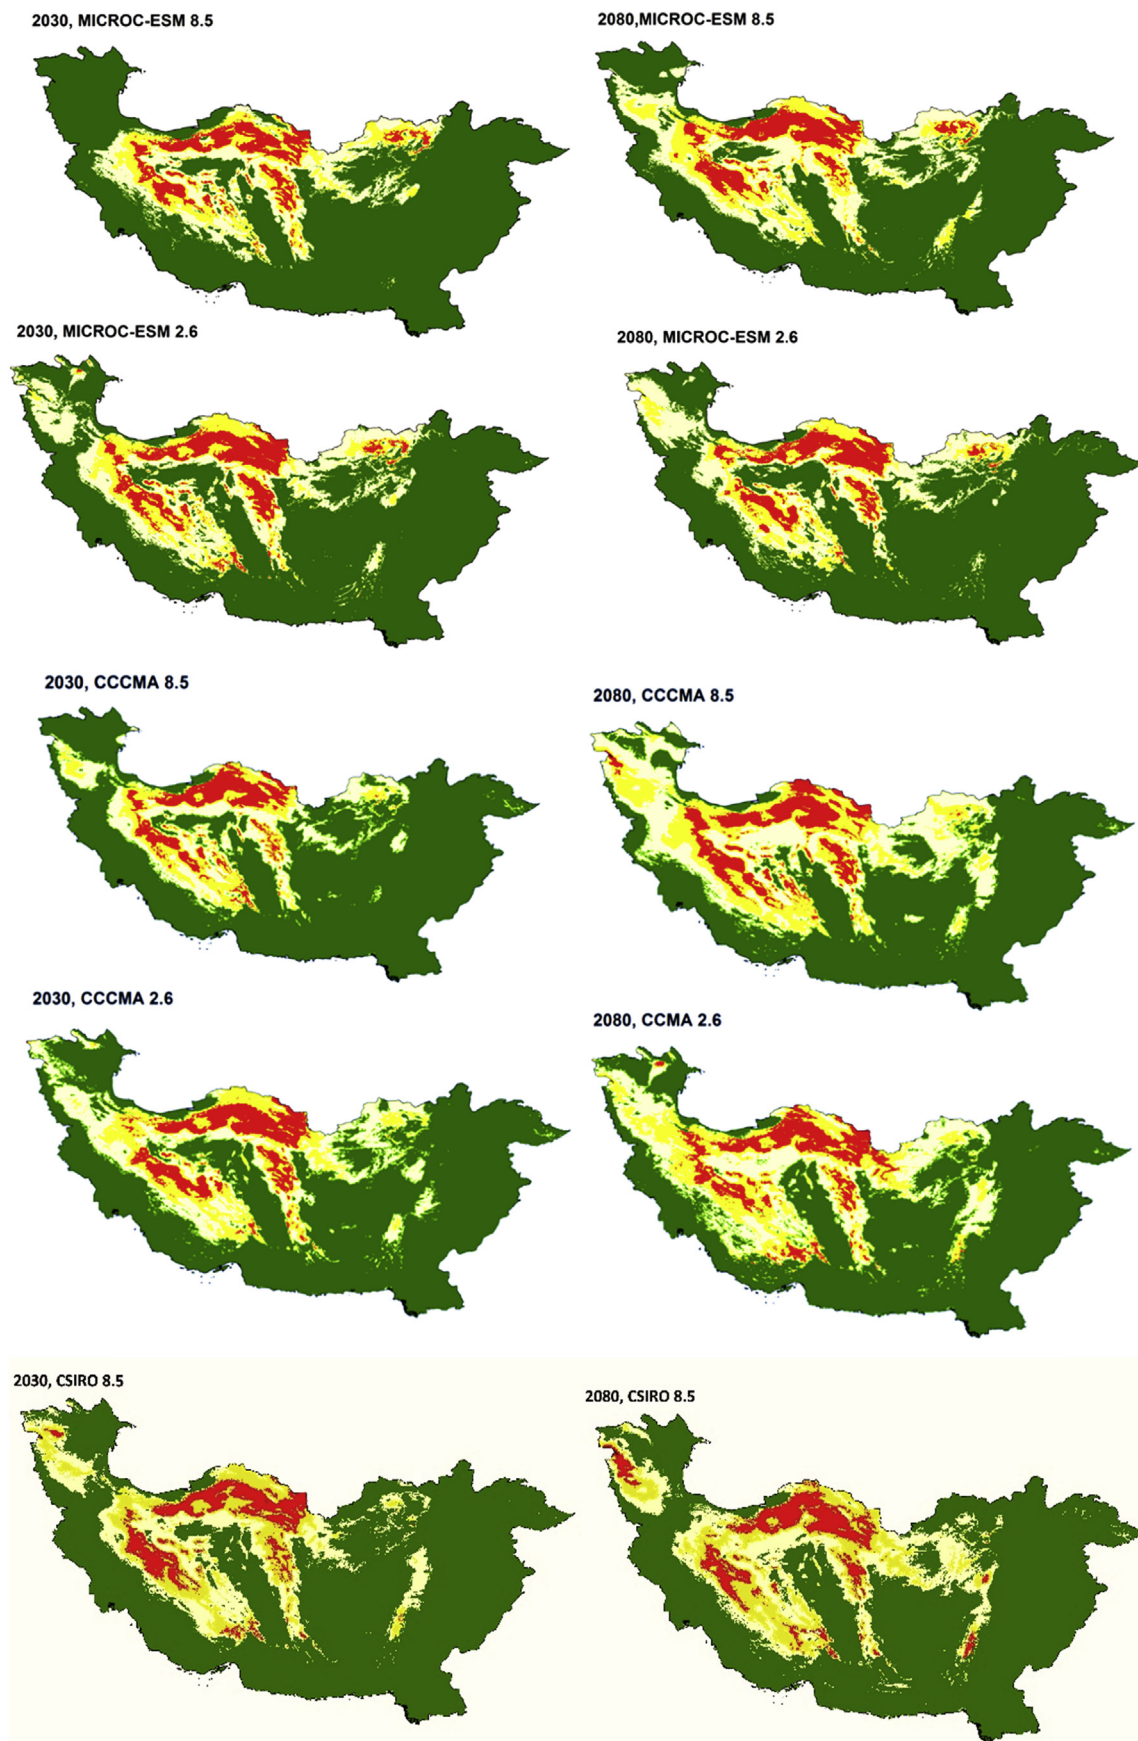 2030, MICROC-ESM 8.5
2080,MICROC-ESM 8.5
2030, MICROC-ESM 2.6
2080, MICROC-ESM 2.6
2030, CCCMA 8.5
2080, CCCMA 8.5
2030, CCCMA 2.6
2080, CCMA 2.6
2030, CSIRO 8.5
2080, CSIRO 8.5